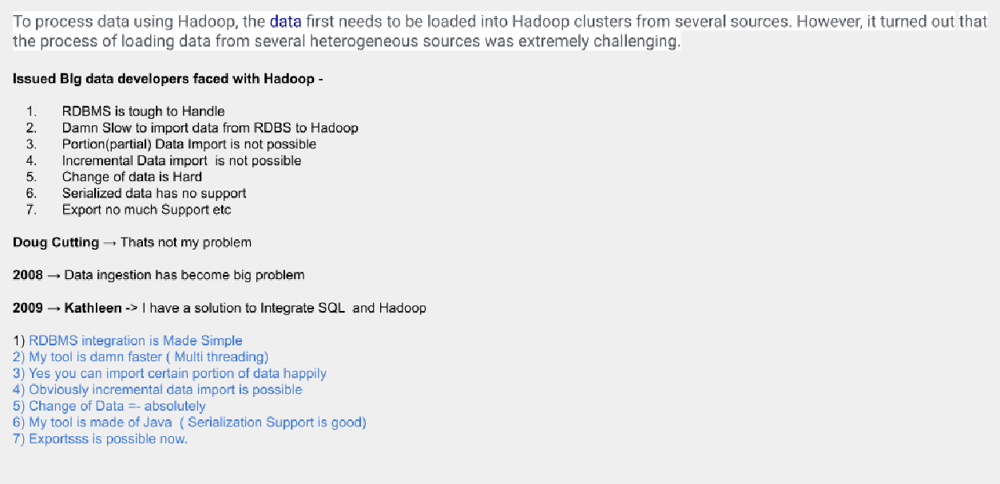 To process data using Hadoop, the data first needs to be loaded into Hadoop clusters from several sources. However, it turned out that
the process of loading data from several heterogeneous sources was extremely challenging.
Issued BIg data developers faced with Hadoop -
1. RDBMS is tough to Handle
2. Damn Slow to import data from RDBS to Hadoop
3. Portion(partial) Data Import is not possible
4. Incremental Data import  is not possible
5. Change of data is Hard
6. Serialized data has no support
7. Export no much Support etc
Doug Cutting → Thats not my problem
2008 → Data ingestion has become big problem
2009 → Kathleen -> I have a solution to Integrate SQL  and Hadoop
1) RDBMS integration is Made Simple
2) My tool is damn faster ( Multi threading)
3) Yes you can import certain portion of data happily
4) Obviously incremental data import is possible
5) Change of Data =- absolutely
6) My tool is made of Java  ( Serialization Support is good)
7) Exportsss is possible now.